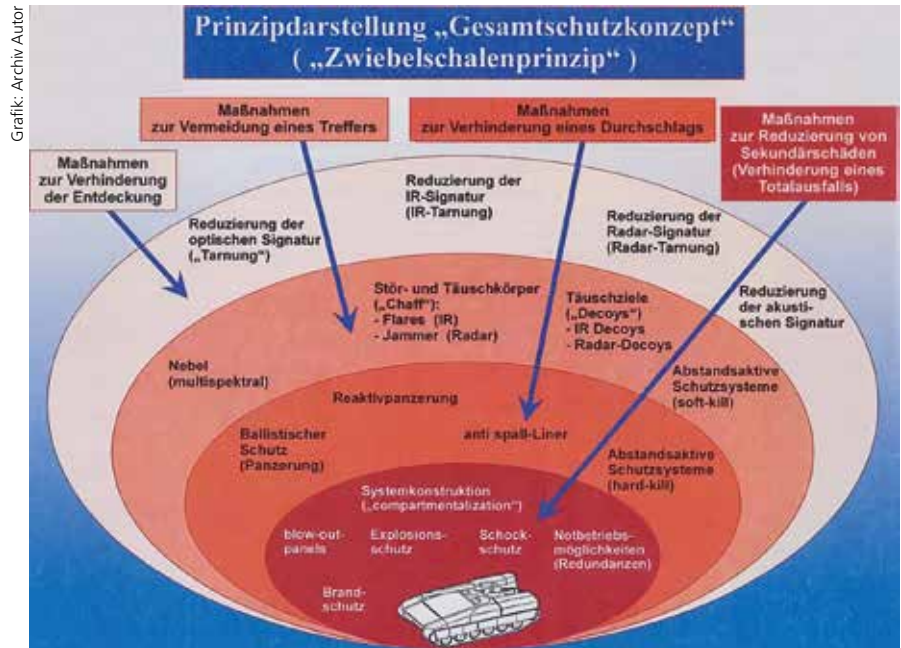 Grafik: Archiv Autor
Prinzipdarstellung „Gesamtschutzkonzept“
( „Zwiebelschalenprinzip“ )
Maßnahmen
zur Vermeidung eines Treffers
Maßnahmen
zur Verhinderung eines Durchschlags
Maßnahmen
zur Reduzierung von
Sekundärschäden
(Verhinderung eines
Totalausfalls)
Maßnahmen
zur Verhinderung
der Entdeckung
Reduzierung der
optischen Signatur
(„Tarnung“)
Reduzierung der
IR-Signatur
(IR-Tarnung)
Reduzierung der
Radar-Signatur
(Radar-Tarnung)
Reduzierung
der akusti-
schen Signatur
Nebel
(multispektral)
Stör- und Täuschkörper
(„Chaff“):
- Flares (IR)
- Jammer (Radar)
Täuschziele
(„Decoys“)
- IR Decoys
- Radar-Decoys
Abstandsaktive
Schutzsysteme
(soft-kill)
Ballistischer
Schutz
(Panzerung)
Reaktivpanzerung
anti spall-Liner
Abstandsaktive
Schutzsysteme
(hard-kill)
Systemkonstruktion
(„compartmentalization“)
blow-out-
panels
Explosions-
schutz
Schock-
schutz
Notbetriebs-
möglichkeiten
(Redundanzen)
Brand-
schutz